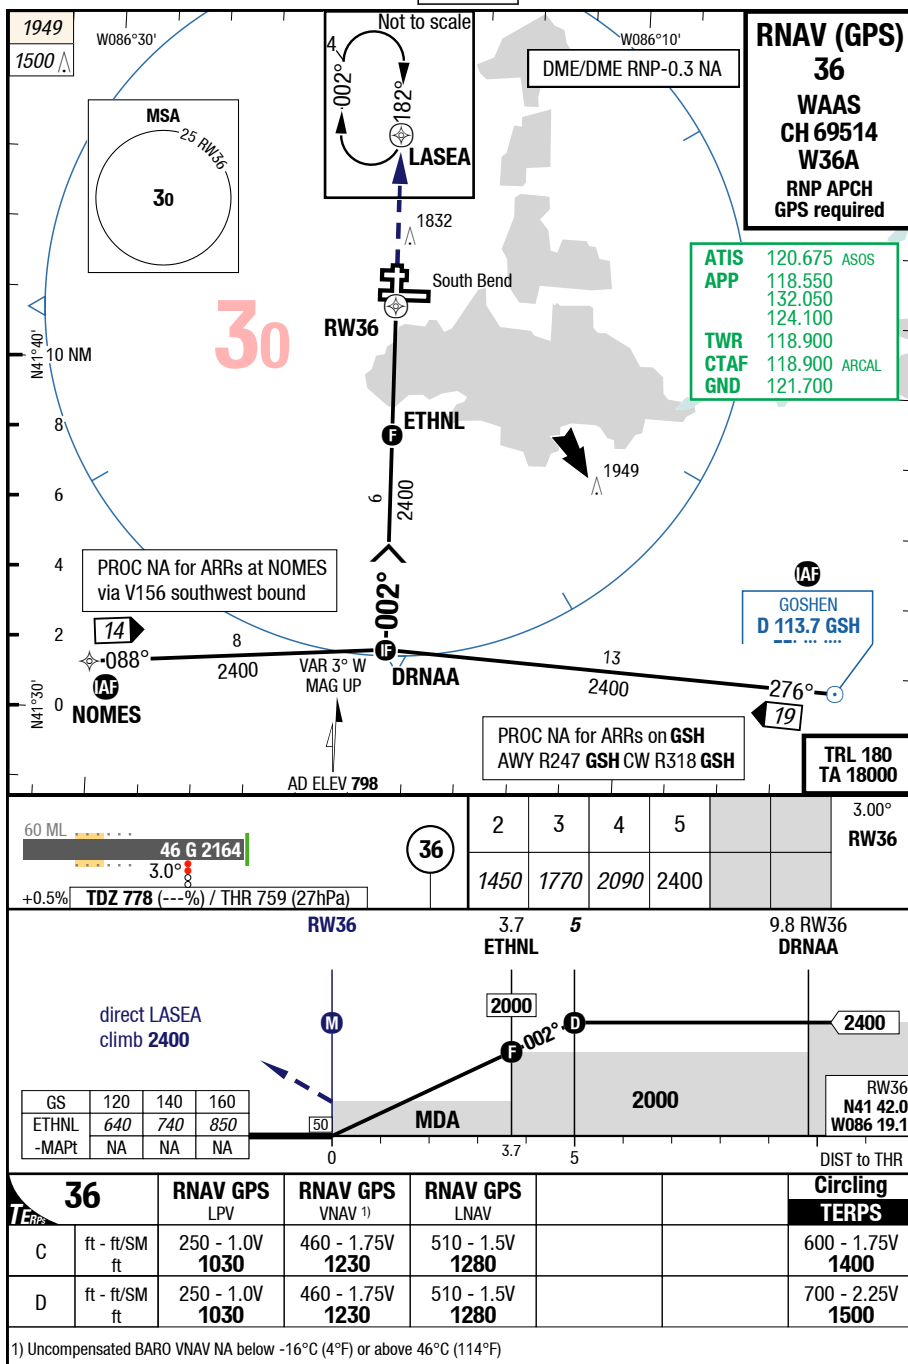 1949
1500
W086°30'
Not to scale
W086°10'
RNAV (GPS)
36
WAAS
CH 69514
W36A
RNP APCH
GPS required
DME/DME RNP-0.3 NA
4
002°
182°
LASEA
MSA
25 RW36
30
1832
South Bend
RW36
30
ATIS 120.675 ASOS
APP 118.550
132.050
124.100
TWR 118.900
CTAF 118.900 ARCAL
GND 121.700
N41°40'
10 NM
8
6
4
2
0
N41°30'
F
ETHNL
1949
6
2400
PROC NA for ARRs at NOMES
via V156 southwest bound
002°
IAF
GOSHEN
D 113.7 GSH
14
088°
8
2400
IF
DRNAA
13
2400
276°
19
IAF
NOMES
VAR 3° W
MAG UP
AD ELEV 798
PROC NA for ARRs on GSH
AWY R247 GSH CW R318 GSH
TRL 180
TA 18000
60 ML
46 G 2164
3.0°
+0.5%
TDZ 778 (---%) / THR 759 (27hPa)
36
2 3 4 5
1450 1770 2090 2400
3.00°
RW36
RW36
3.7
ETHNL
5
9.8 RW36
DRNAA
direct LASEA
climb 2400
M
2000
F
002°
D
2400
2000
MDA
50
RW36
N41 42.0
W086 19.1
0
3.7
5
DIST to THR
GS 120 140 160
ETHNL 640 740 850
-MAPt NA NA NA
TERPS
36
RNAV GPS
LPV
RNAV GPS
VNAV 1)
RNAV GPS
LNAV
Circling
TERPS
C ft - ft/SM 250 - 1.0V 460 - 1.75V 510 - 1.5V 600 - 1.75V
ft 1030 1230 1280 1400
D ft - ft/SM 250 - 1.0V 460 - 1.75V 510 - 1.5V 700 - 2.25V
ft 1030 1230 1280 1500
1) Uncompensated BARO VNAV NA below -16°C (4°F) or above 46°C (114°F)